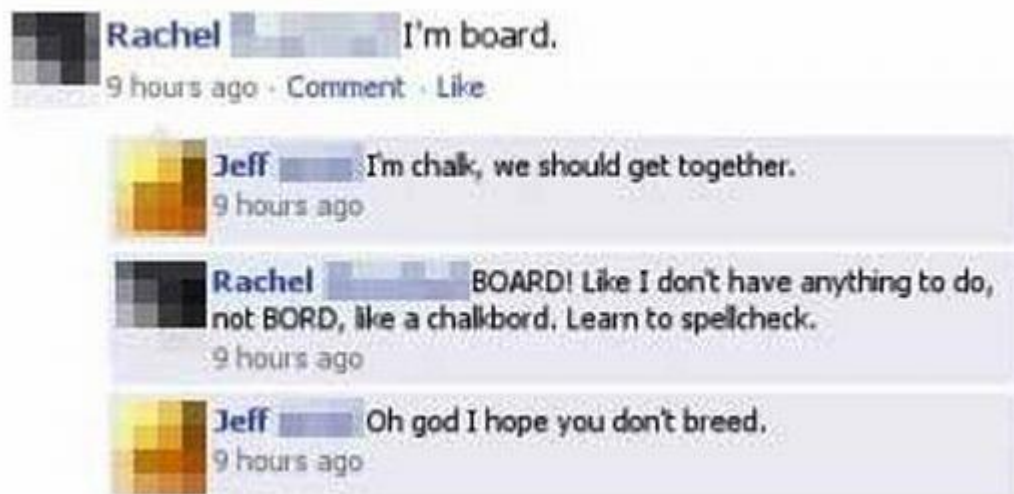 Rachel I'm board.
9 hours ago · Comment · Like
Jeff I'm chalk, we should get together.
9 hours ago
Rachel BOARD! Like I don't have anything to do,
not BORD, like a chalkbord. Learn to spellcheck.
9 hours ago
Jeff Oh god I hope you don't breed.
9 hours ago